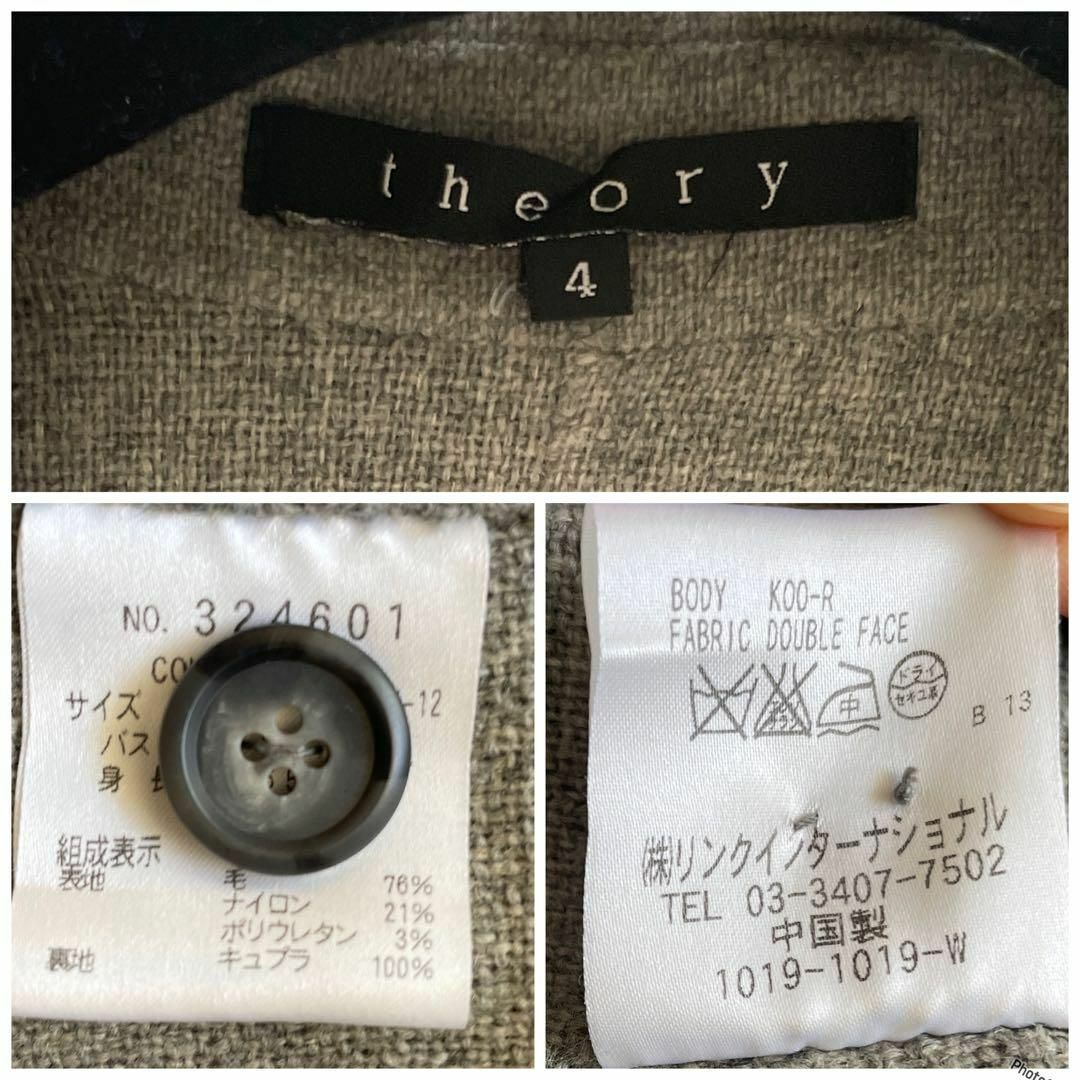 theory
4
NO. 324601
サイズ -12
バス
身
組成表示
表地 毛 76%
ナイロン 21%
ポリウレタン 3%
裏地 キュプラ 100%
BODY KOO-R
FABRIC DOUBLE FACE
中 ドライ
セキユ系
B 13
㈱リンクインターナショナル
TEL 03-3407-7502
中国製
1019-1019-W